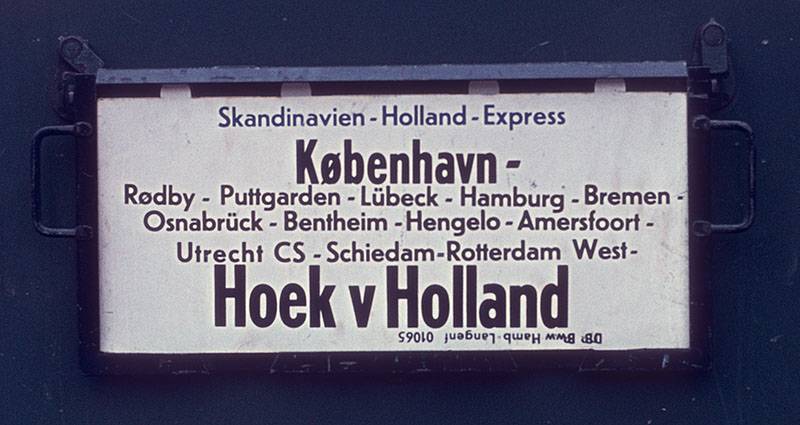 Skandinavien - Holland - Express
København -
Rødby - Puttgarden - Lübeck - Hamburg - Bremen -
Osnabrück - Bentheim - Hengelo - Amersfoort -
Utrecht CS - Schiedam-Rotterdam West-
Hoek v Holland
DB Bww Hamb-Langenf 01065